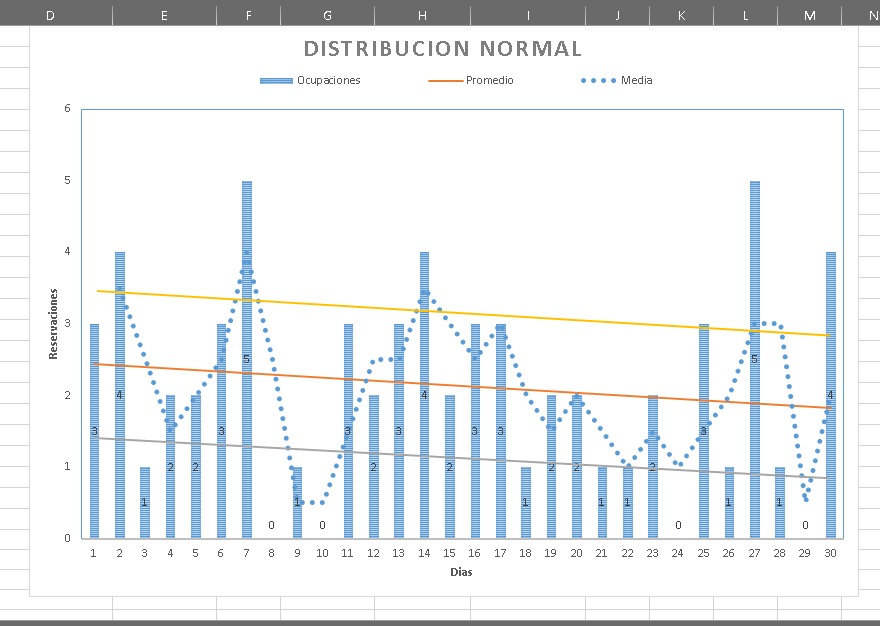 D E F G H I J K L M N
DISTRIBUCION NORMAL
Ocupaciones Promedio Media
6
5
4
3
2
1
0
Reservaciones
3 4 1 2 2 3 5 0 1 0 3 2 3 4 2 3 3 1 2 2 1 1 2 0 3 1 5 1 0 4
1 2 3 4 5 6 7 8 9 10 11 12 13 14 15 16 17 18 19 20 21 22 23 24 25 26 27 28 29 30
Dias